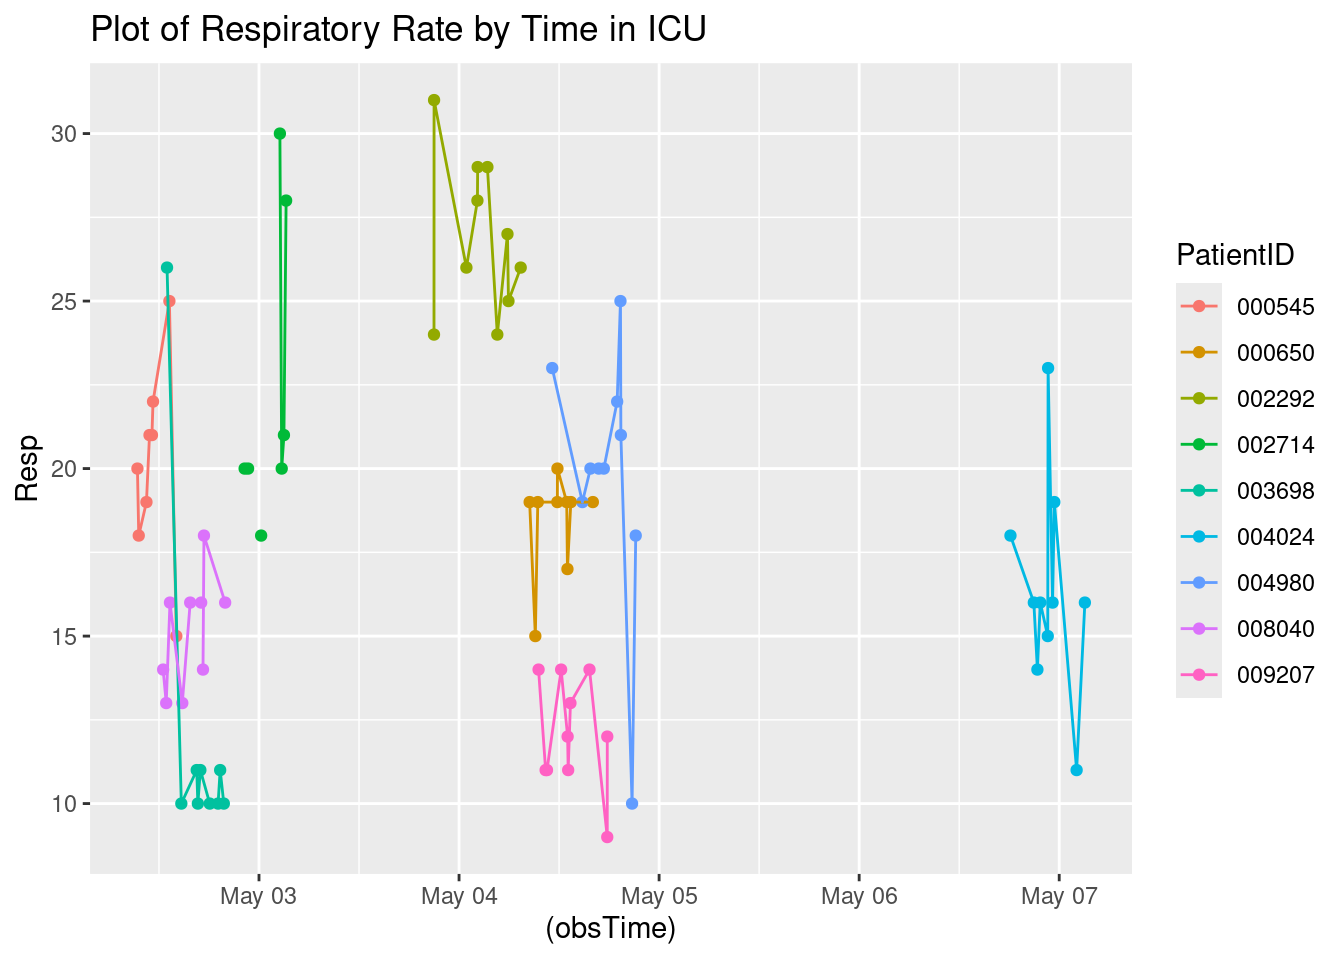 Plot of Respiratory Rate by Time in ICU
30
25
20
15
10
Resp
May 03
May 04
May 05
May 06
May 07
(obsTime)
PatientID
000545
000650
002292
002714
003698
004024
004980
008040
009207